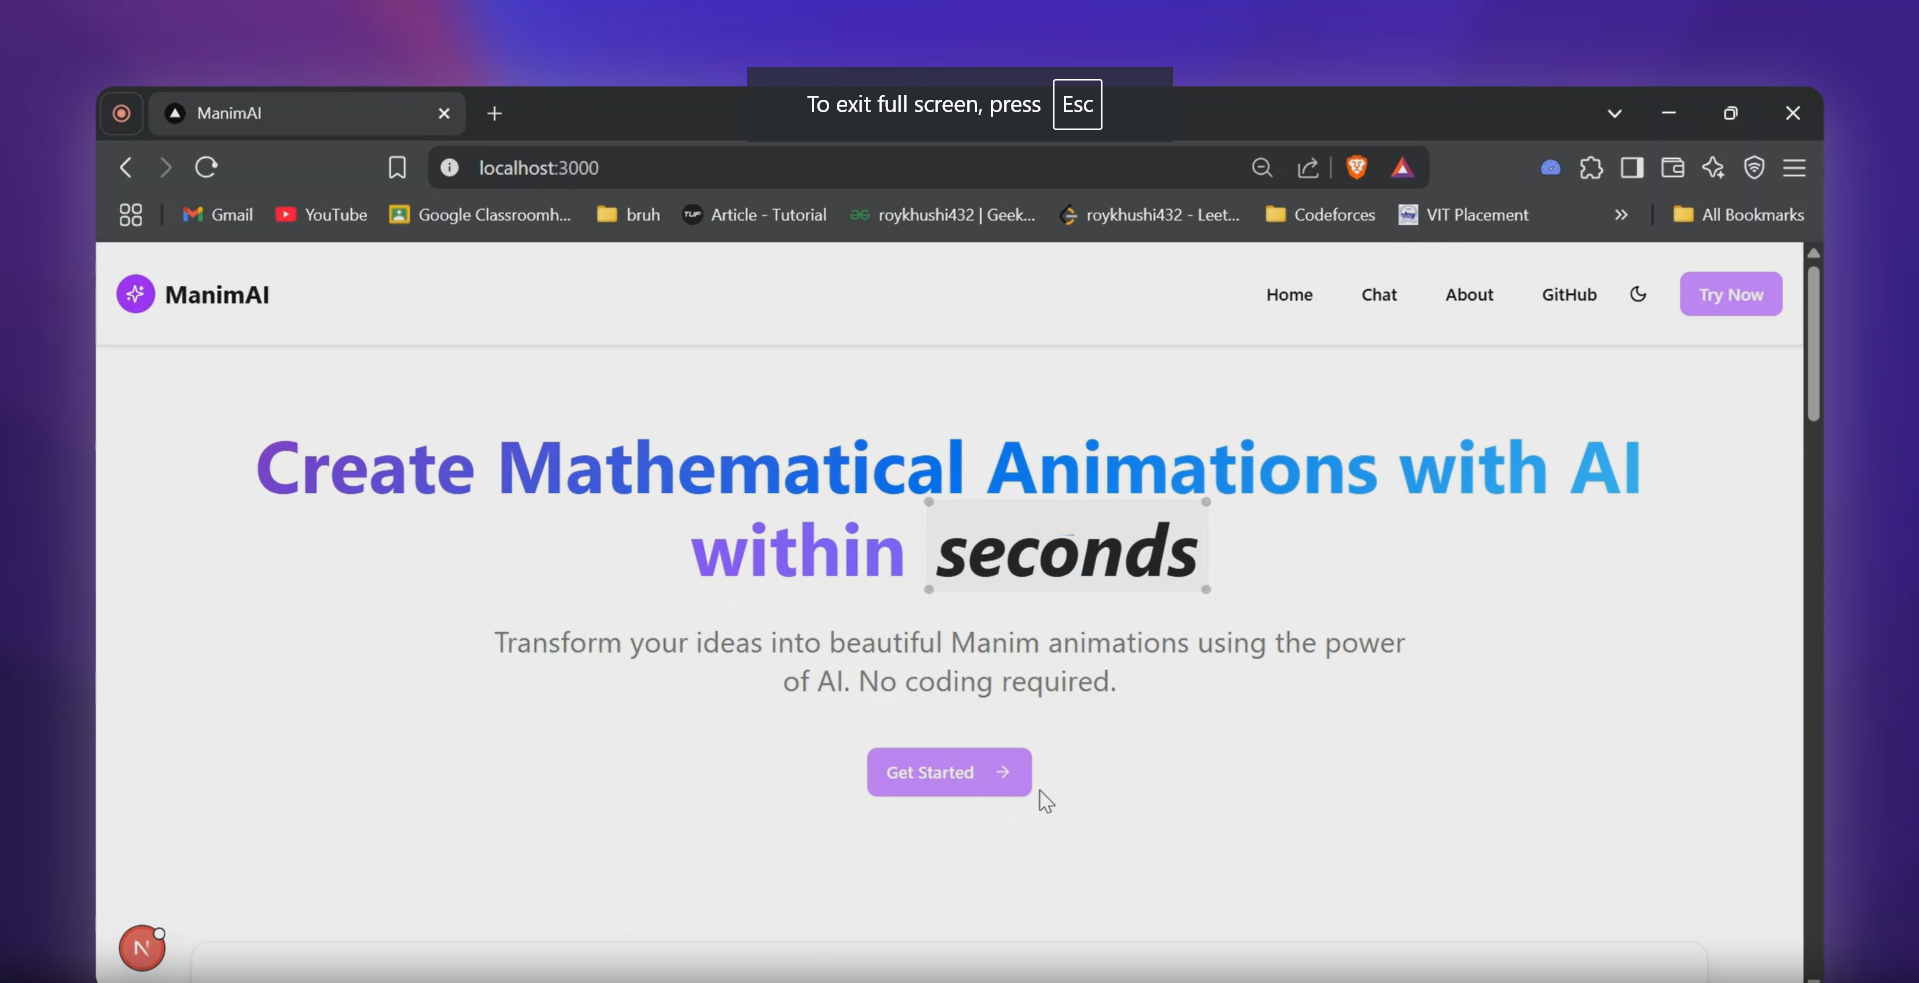 To exit full screen, press Esc
ManimAI
localhost:3000
Gmail YouTube Google Classroomh... bruh TUF Article - Tutorial roykhushi432 | Geek... roykhushi432 - Leet... Codeforces VIT Placement » All Bookmarks
ManimAI Home Chat About GitHub Try Now
Create Mathematical Animations with AI
within seconds
Transform your ideas into beautiful Manim animations using the power
of AI. No coding required.
Get Started →
N